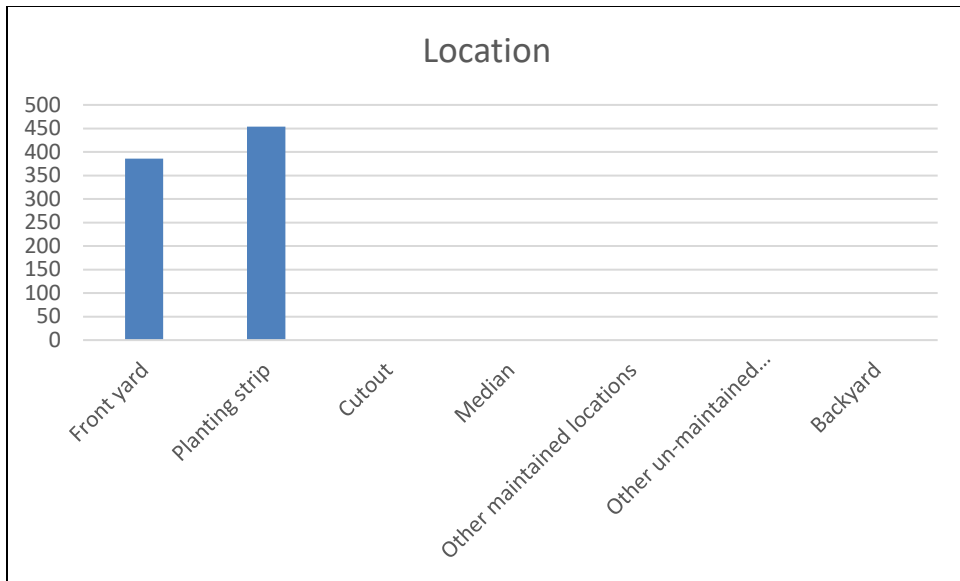 Location
500
450
400
350
300
250
200
150
100
50
0
Front yard
Planting strip
Cutout
Median
Other maintained locations
Other un-maintained...
Backyard